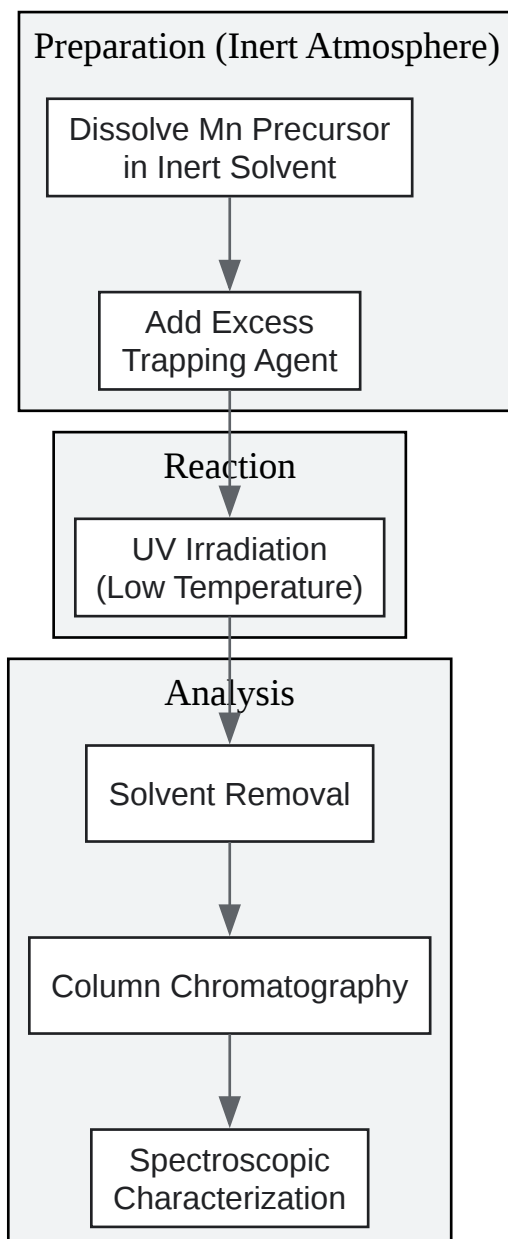 Preparation (Inert Atmosphere)
Dissolve Mn Precursor
in Inert Solvent
Add Excess
Trapping Agent
Reaction
UV Irradiation
(Low Temperature)
Analysis
Solvent Removal
Column Chromatography
Spectroscopic
Characterization